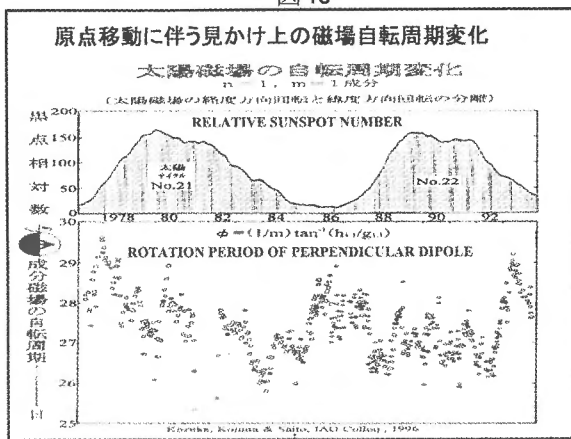 図
原点移動に伴う見かけ上の磁場自転周期変化
太陽磁場の自転周期変化
n=1, m=1成分
(太陽磁場の経度方向回転と緯度方向回転の分離)
黒点相対数
200
150
100
50
0
RELATIVE SUNSPOT NUMBER
太陽
サイクル
No.21
No.22
1978 80 82 84 86 88 90 92
φ=(1/m) tan⁻¹(h₁₁/g₁₁)
ROTATION PERIOD OF PERPENDICULAR DIPOLE
成分磁場の自転周期
30
29
28
27
26
25
& Saito, IAU Colloq., 1996